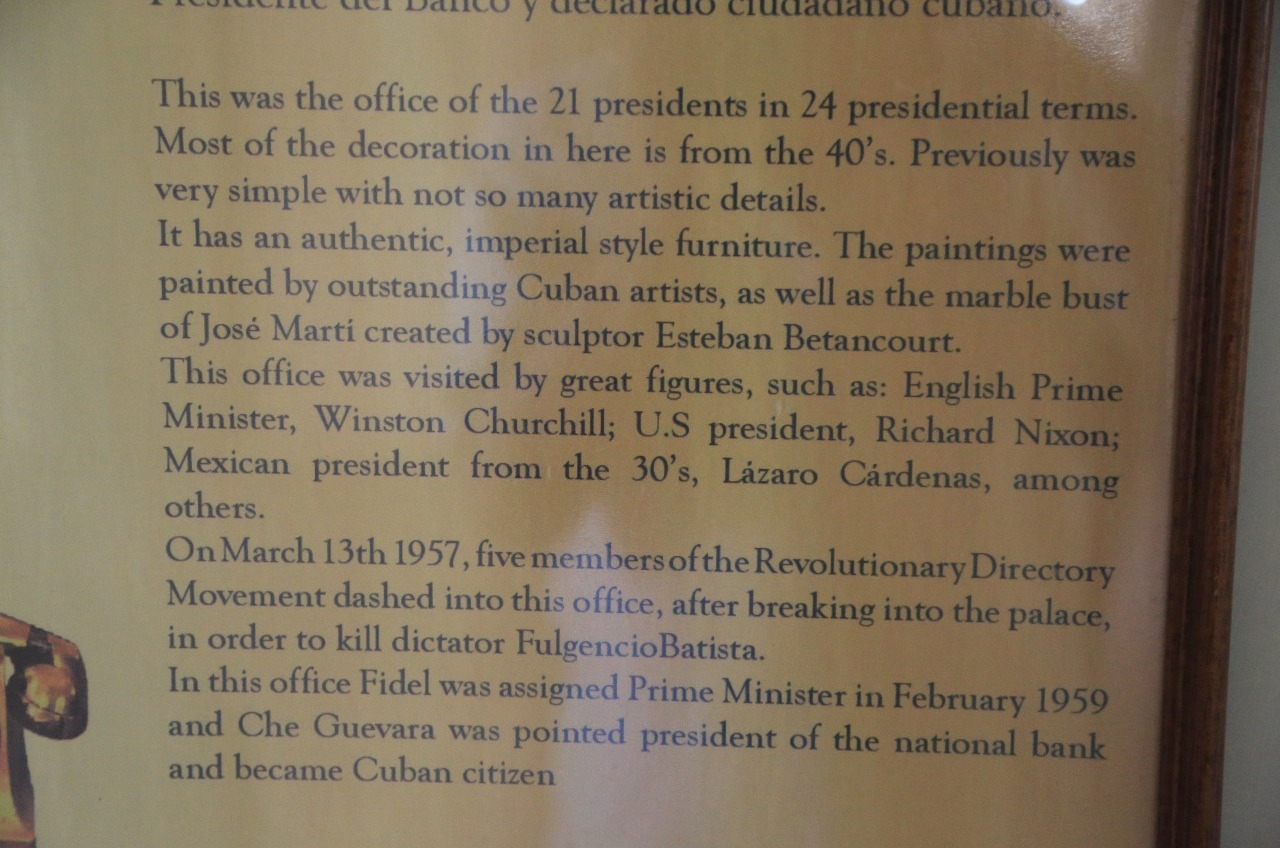 Presidente del Banco y declarado ciudadano cubano.
This was the office of the 21 presidents in 24 presidential terms.
Most of the decoration in here is from the 40's. Previously was
very simple with not so many artistic details.
It has an authentic, imperial style furniture. The paintings were
painted by outstanding Cuban artists, as well as the marble bust
of José Martí created by sculptor Esteban Betancourt.
This office was visited by great figures, such as: English Prime
Minister, Winston Churchill; U.S president, Richard Nixon;
Mexican president from the 30's, Lázaro Cárdenas, among
others.
On March 13th 1957, five members of the Revolutionary Directory
Movement dashed into this office, after breaking into the palace,
in order to kill dictator FulgencioBatista.
In this office Fidel was assigned Prime Minister in February 1959
and Che Guevara was pointed president of the national bank
and became Cuban citizen